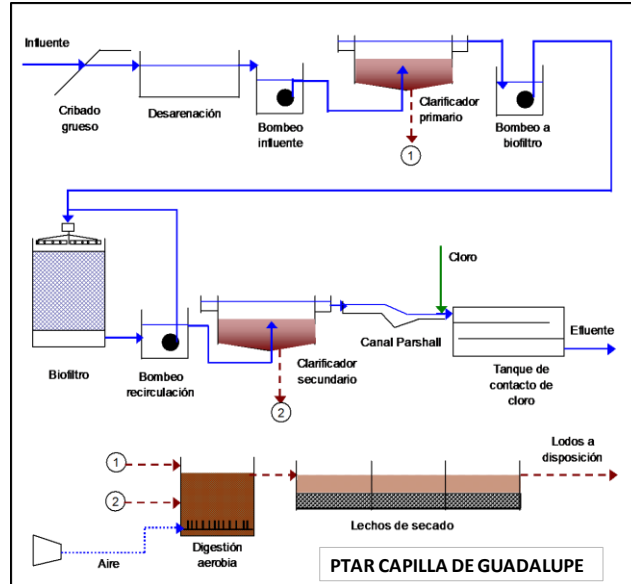 Influente
Cribado
grueso
Desarenación
Bombeo
influente
Clarificador
primario
1
Bombeo a
biofiltro
Biofiltro
Bombeo
recirculación
Clarificador
secundario
2
Cloro
Canal Parshall
Efluente
Tanque de
contacto de
cloro
1
2
Aire
Digestión
aerobia
Lechos de secado
Lodos a
disposición
PTAR CAPILLA DE GUADALUPE